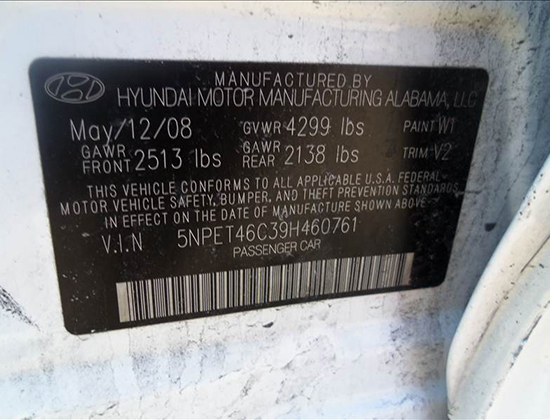 MANUFACTURED BY
HYUNDAI MOTOR MANUFACTURING ALABAMA, LLC
May/12/08 GVWR 4299 lbs PAINT W1
GAWR FRONT 2513 lbs GAWR REAR 2138 lbs TRIM V2
THIS VEHICLE CONFORMS TO ALL APPLICABLE U.S.A. FEDERAL
MOTOR VEHICLE SAFETY, BUMPER, AND THEFT PREVENTION STANDARDS
IN EFFECT ON THE DATE OF MANUFACTURE SHOWN ABOVE.
V.I.N 5NPET46C39H460761
PASSENGER CAR